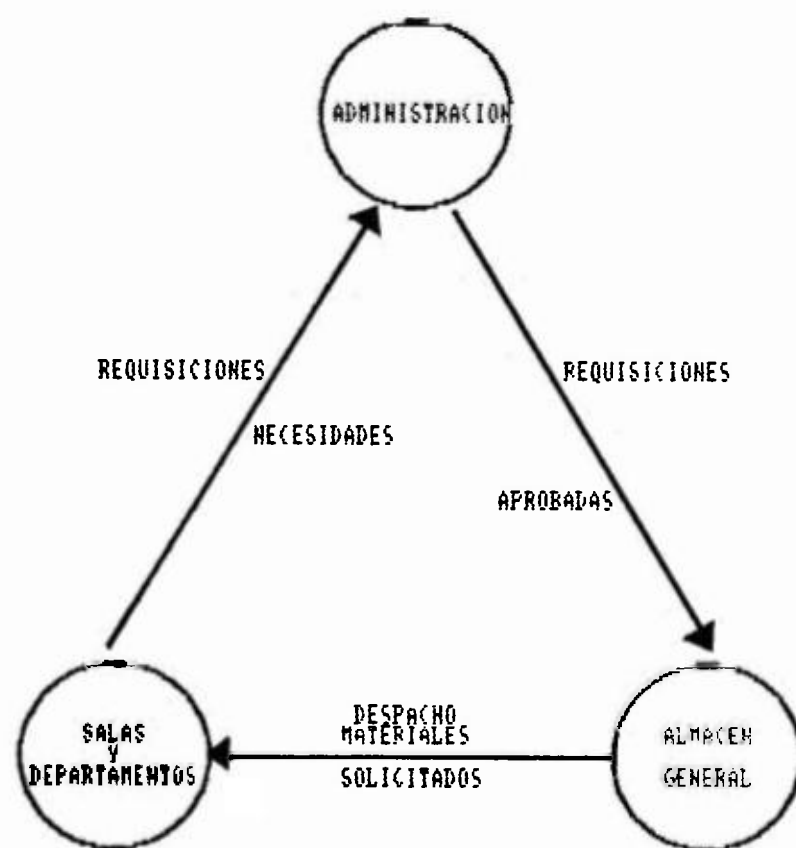 ADMINISTRACION
REQUISICIONES
NECESIDADES
REQUISICIONES
APROBADAS
SALAS
Y
DEPARTAMENTOS
DESPACHO
MATERIALES
SOLICITADOS
ALMACEN
GENERAL